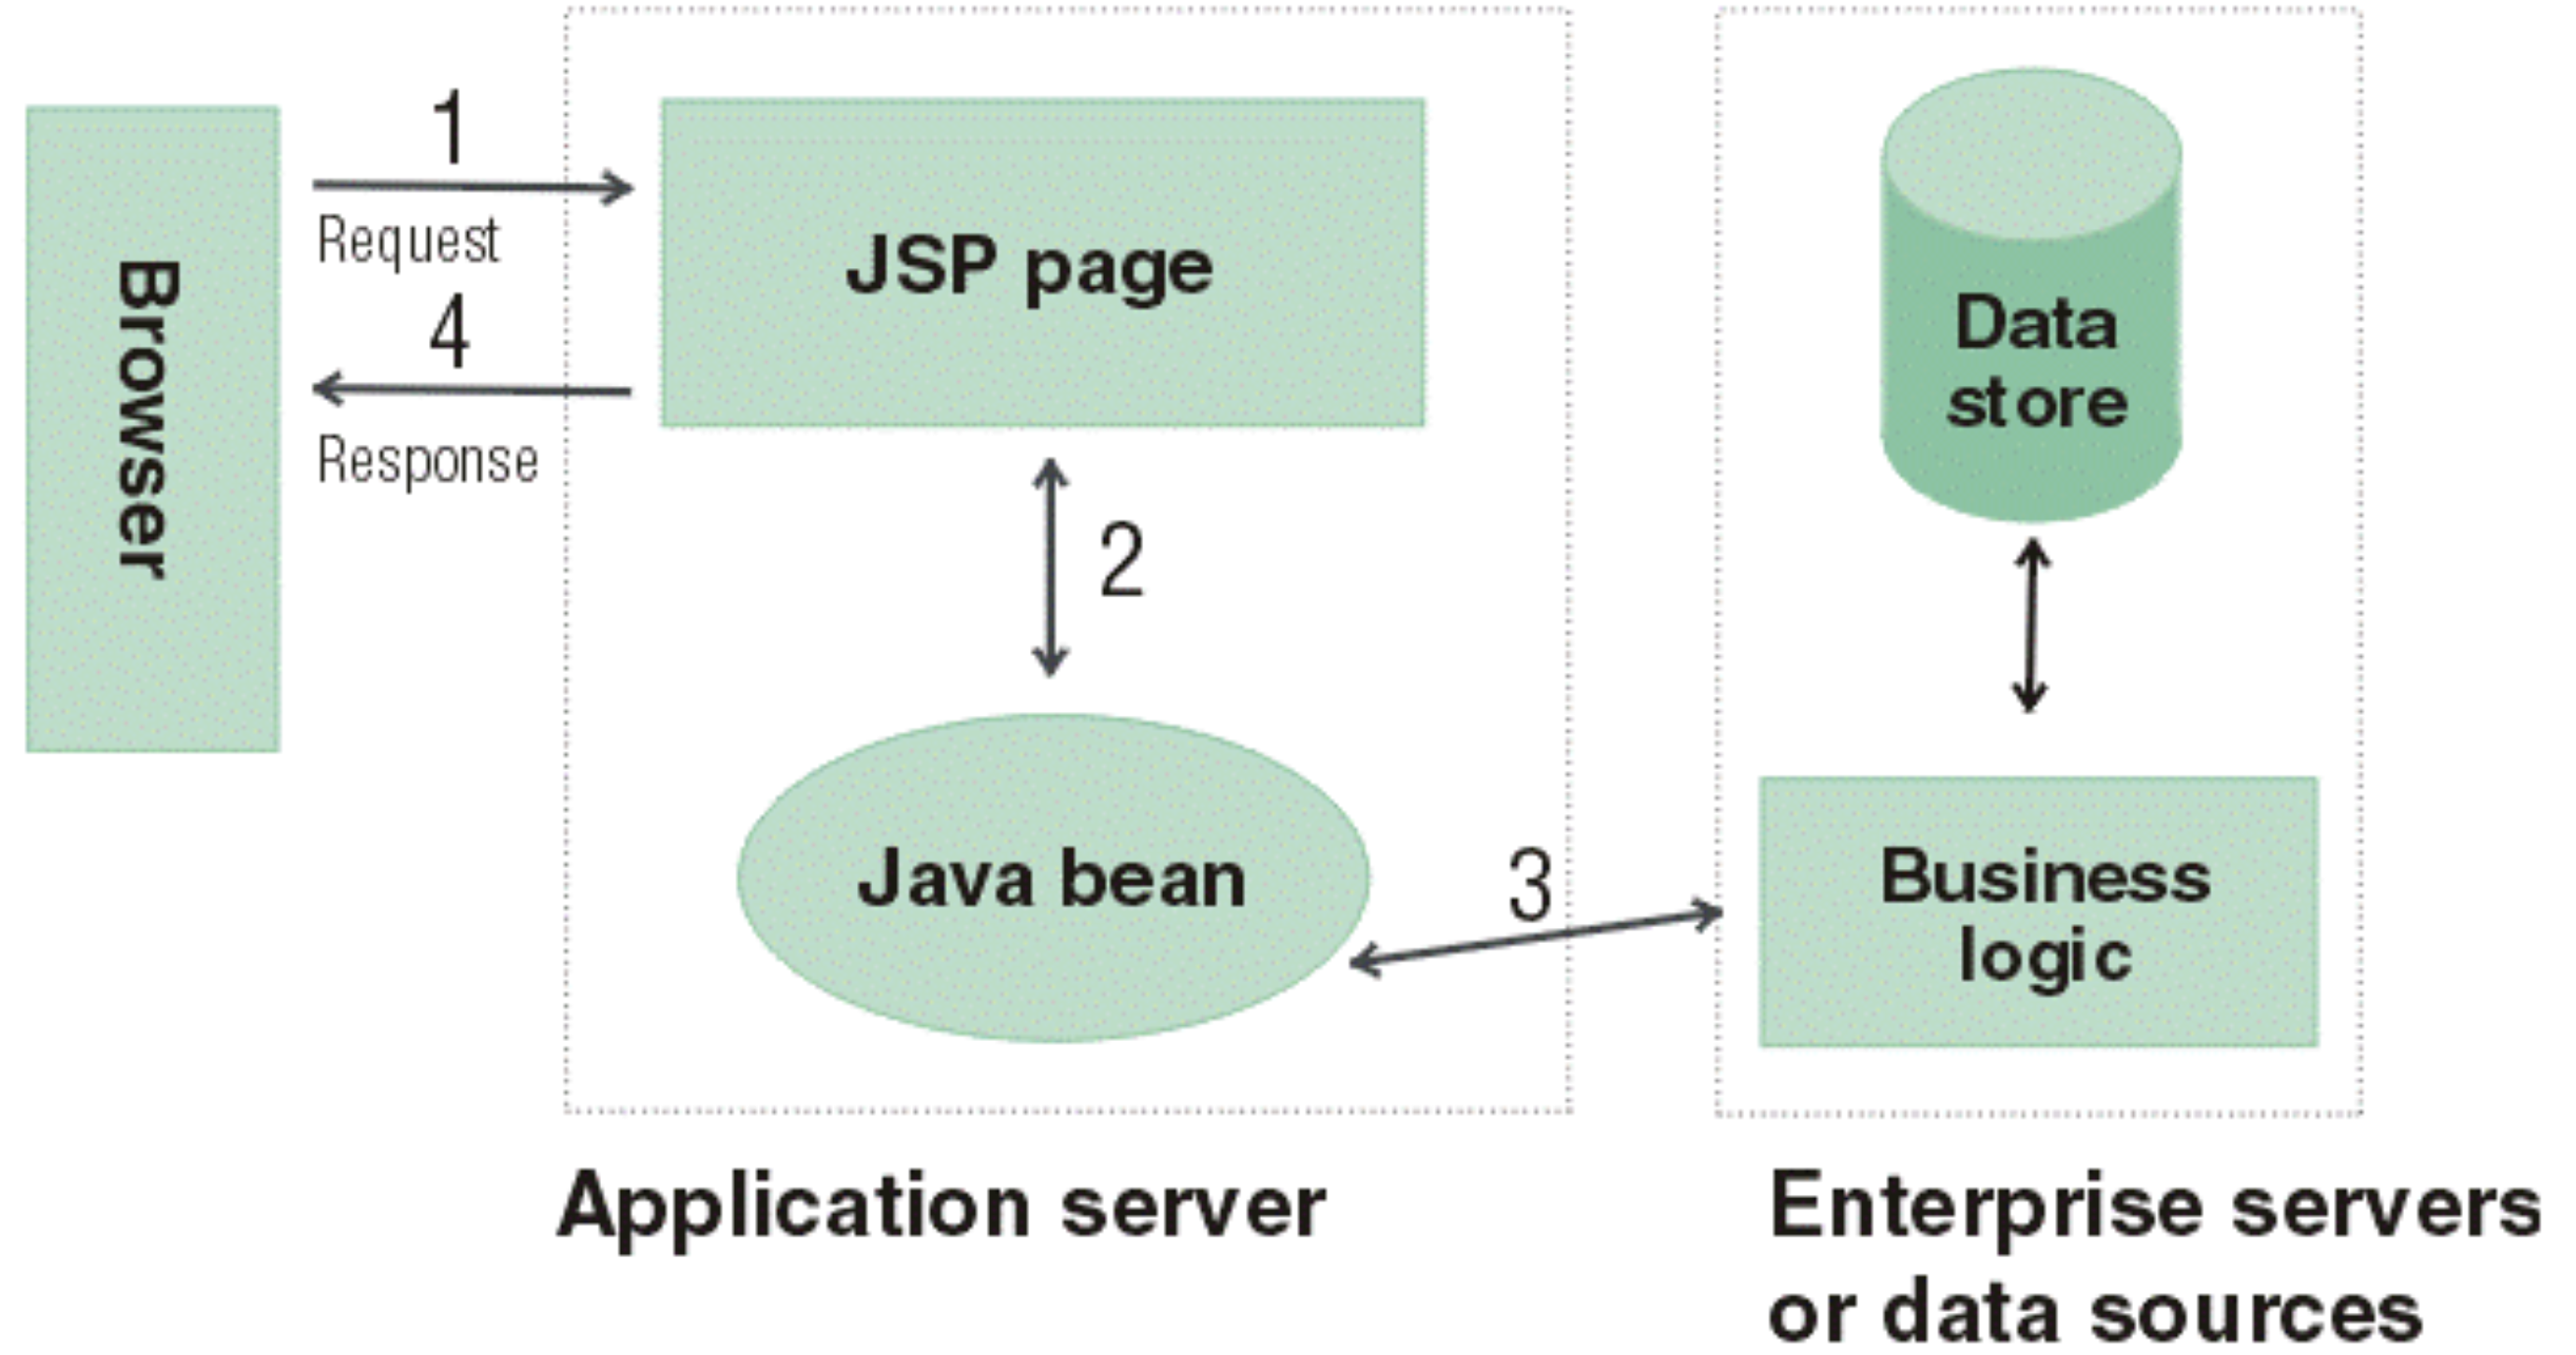 Browser
1
Request
4
Response
JSP page
2
Java bean
3
Data
store
Business
logic
Application server
Enterprise servers
or data sources